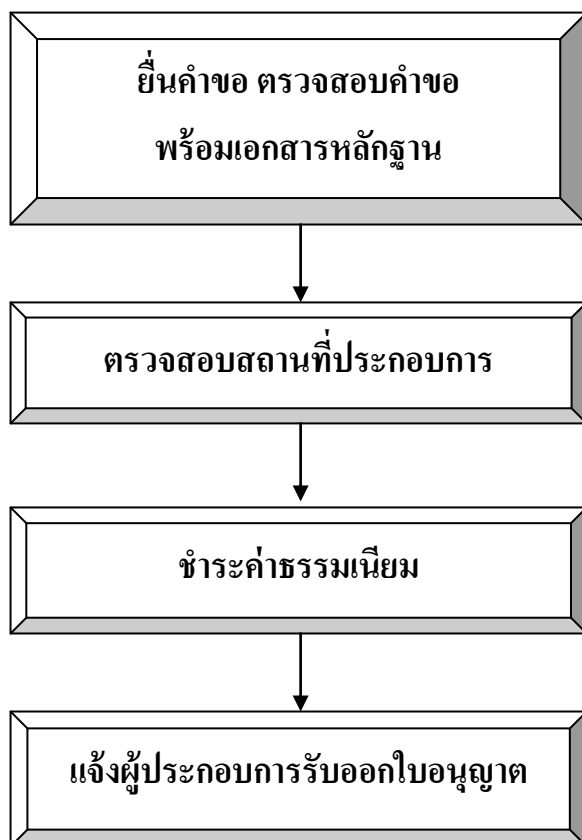 ยื่นคำขอ ตรวจสอบคำขอ
พร้อมเอกสารหลักฐาน
ตรวจสอบสถานที่ประกอบการ
ชำระค่าธรรมเนียม
แจ้งผู้ประกอบการรับออกใบอนุญาต